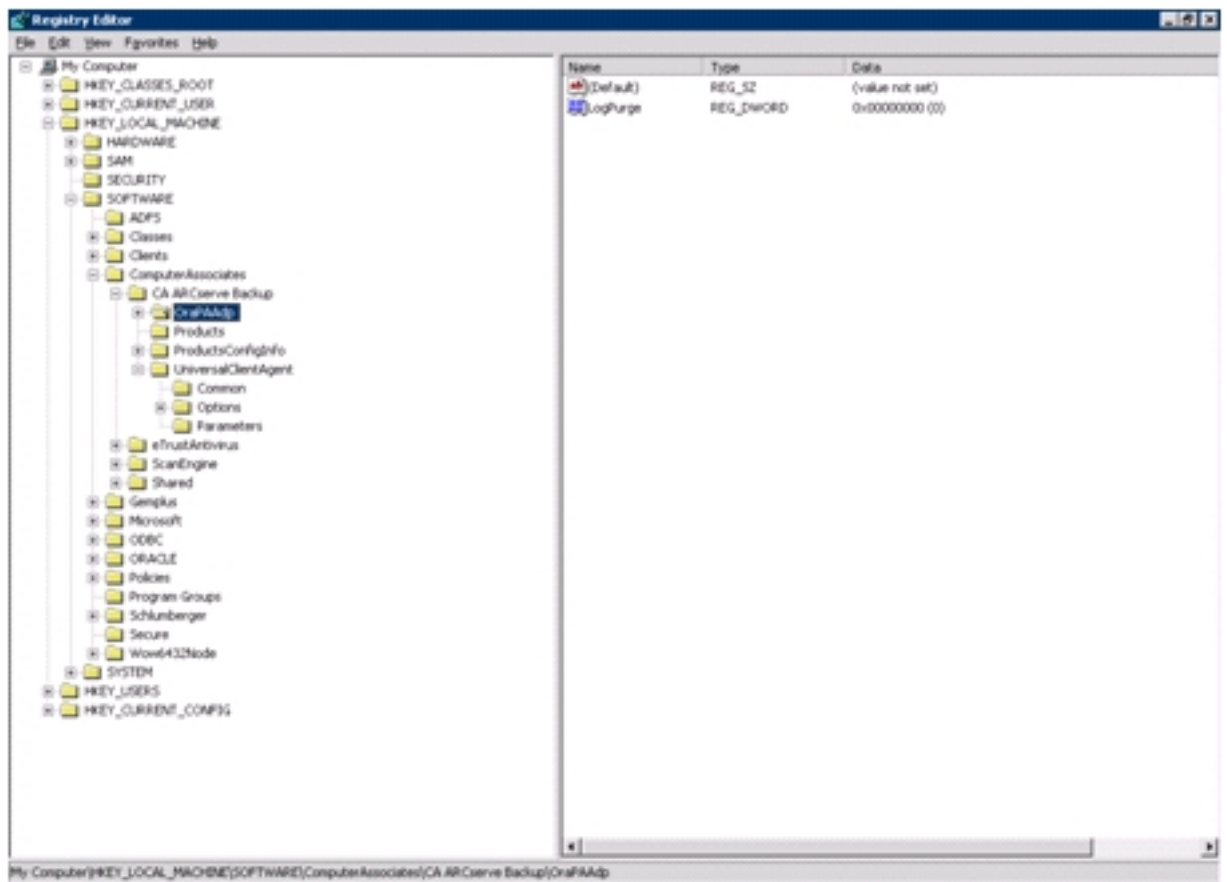 Registry Editor
File Edit View Favorites Help
My Computer
HKEY_CLASSES_ROOT
HKEY_CURRENT_USER
HKEY_LOCAL_MACHINE
HARDWARE
SAM
SECURITY
SOFTWARE
ADFS
Classes
Clients
ComputerAssociates
CA ARCserve Backup
OraPAAdp
Products
ProductsConfigInfo
UniversalClientAgent
Common
Options
Parameters
eTrustAntivirus
ScanEngine
Shared
Gemplus
Microsoft
ODBC
ORACLE
Policies
Program Groups
Schlumberger
Secure
Wow6432Node
SYSTEM
HKEY_USERS
HKEY_CURRENT_CONFIG
Name Type Data
(Default) REG_SZ (value not set)
LogPurge REG_DWORD 0x00000000 (0)
My Computer\HKEY_LOCAL_MACHINE\SOFTWARE\ComputerAssociates\CA ARCserve Backup\OraPAAdp